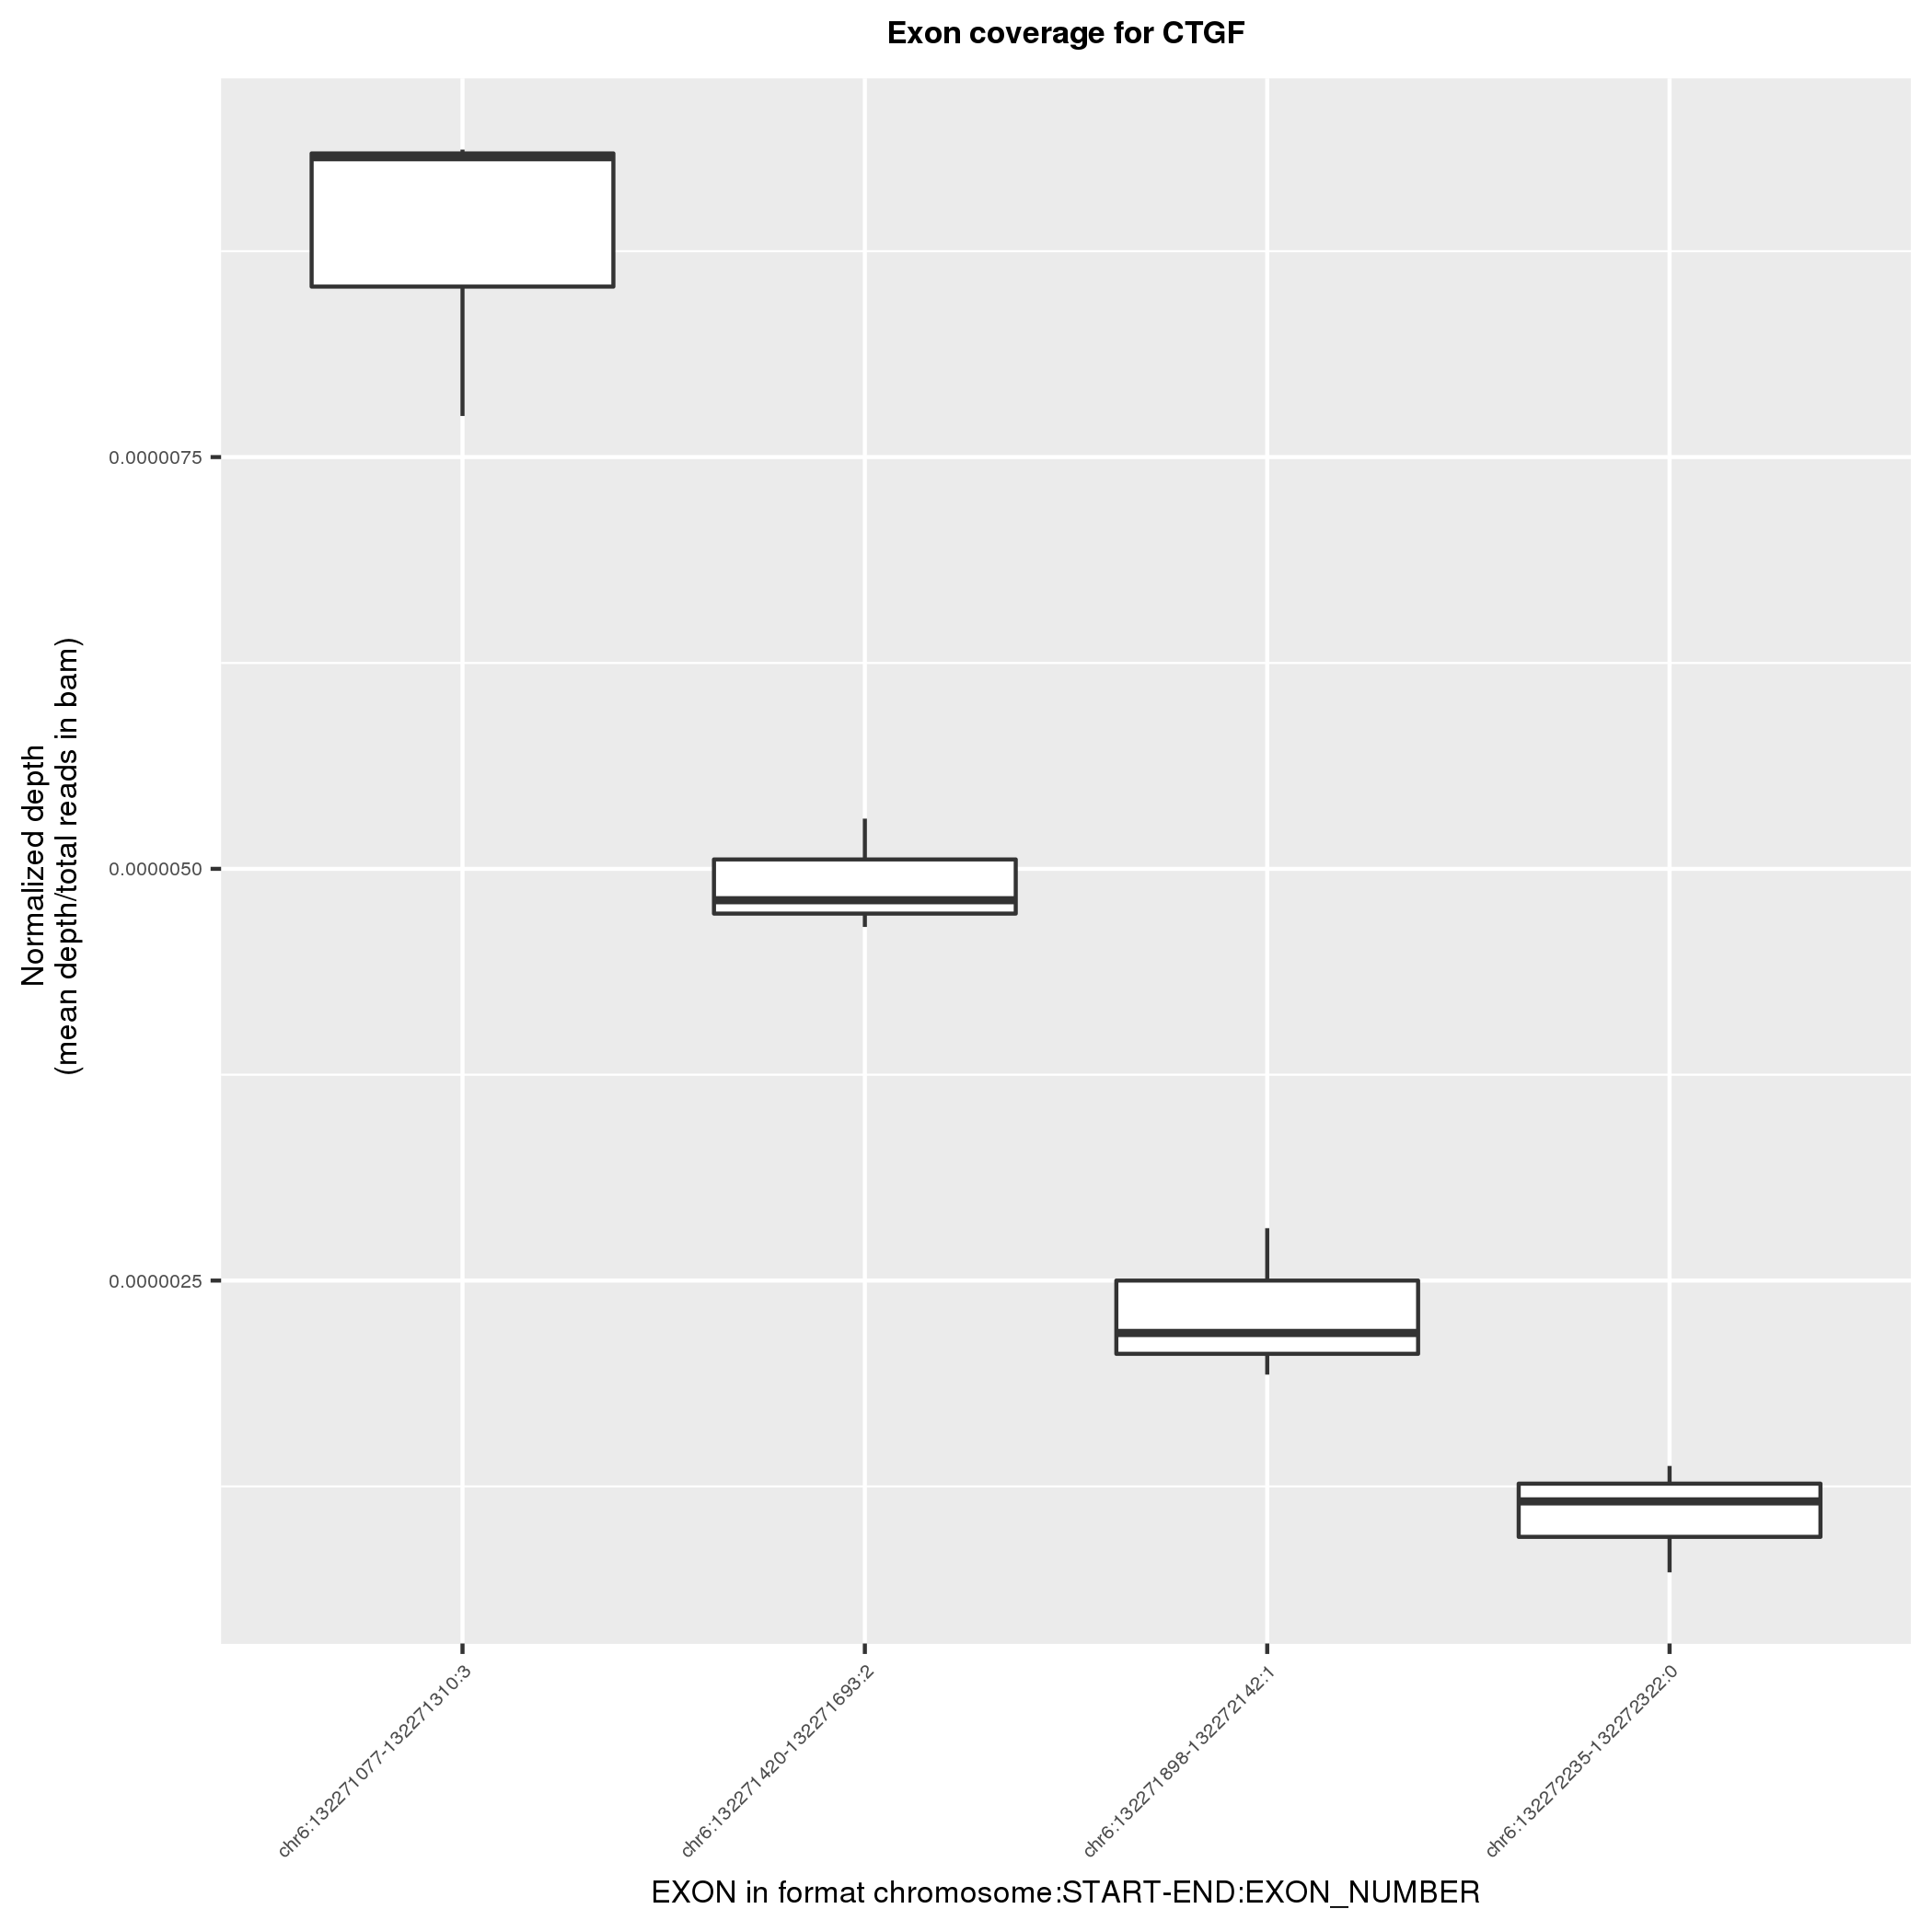 Exon coverage for CTGF
Normalized depth
(mean depth/total reads in bam)
0.0000075
0.0000050
0.0000025
chr6:132271077-132271310:3
chr6:132271420-132271693:2
chr6:132271898-132272142:1
chr6:132272235-132272322:0
EXON in format chromosome:START-END:EXON_NUMBER